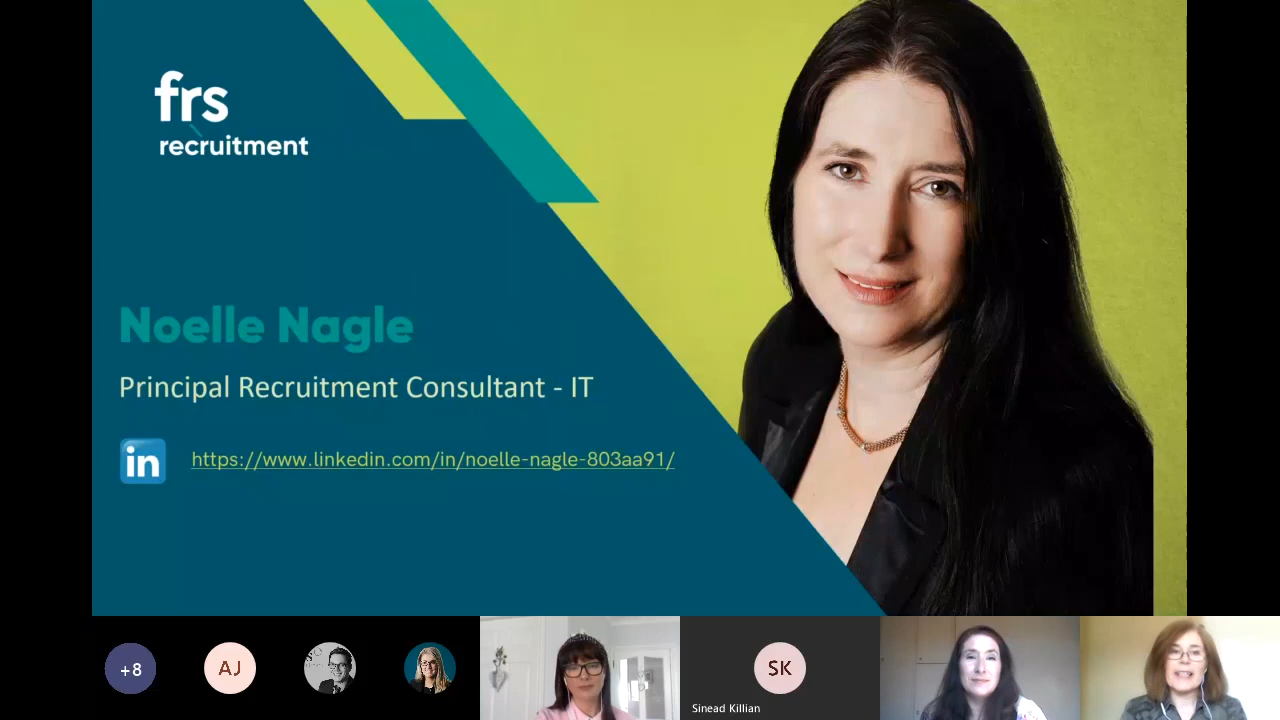 frs
recruitment
Noelle Nagle
Principal Recruitment Consultant - IT
in
https://www.linkedin.com/in/noelle-nagle-803aa91/
+8
AJ
SK
Sinead Killian